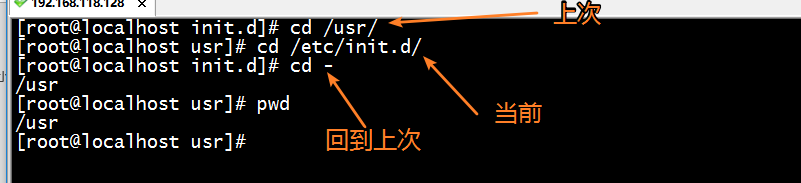 192.168.118.128
上次
[root@localhost init.d]# cd /usr/
[root@localhost usr]# cd /etc/init.d/
[root@localhost init.d]# cd -
/usr
[root@localhost usr]# pwd
当前
/usr
回到上次
[root@localhost usr]#